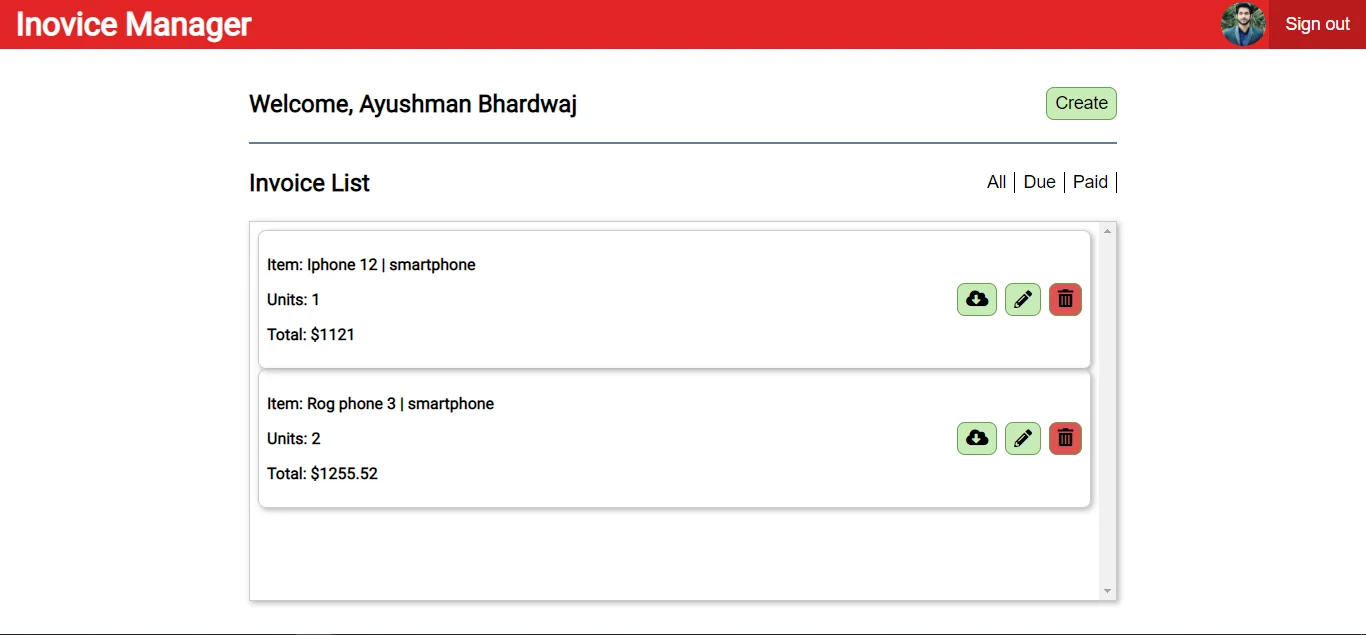 Inovice Manager
Sign out
Welcome, Ayushman Bhardwaj
Create
Invoice List
All | Due | Paid |
Item: Iphone 12 | smartphone
Units: 1
Total: $1121
Item: Rog phone 3 | smartphone
Units: 2
Total: $1255.52